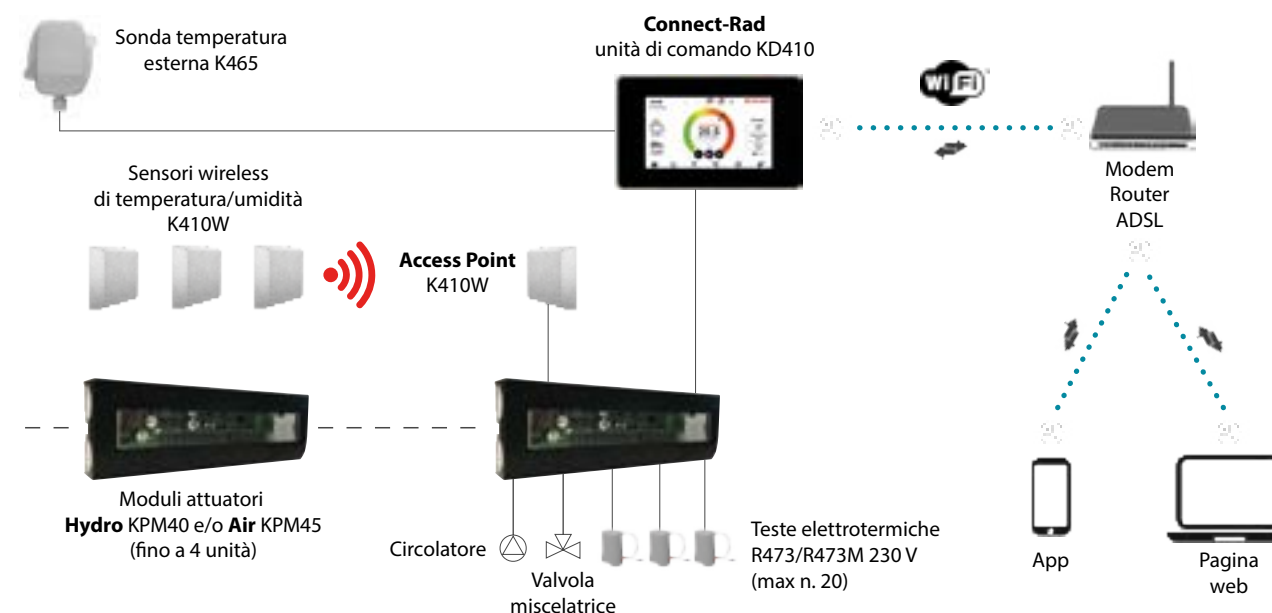 Sonda temperatura
esterna K465
Connect-Rad
unità di comando KD410
Wi Fi
Sensori wireless
di temperatura/umidità
K410W
Access Point
K410W
Modem
Router
ADSL
Moduli attuatori
Hydro KPM40 e/o Air KPM45
(fino a 4 unità)
Circolatore
Valvola
miscelatrice
Teste elettrotermiche
R473/R473M 230 V
(max n. 20)
App
Pagina
web